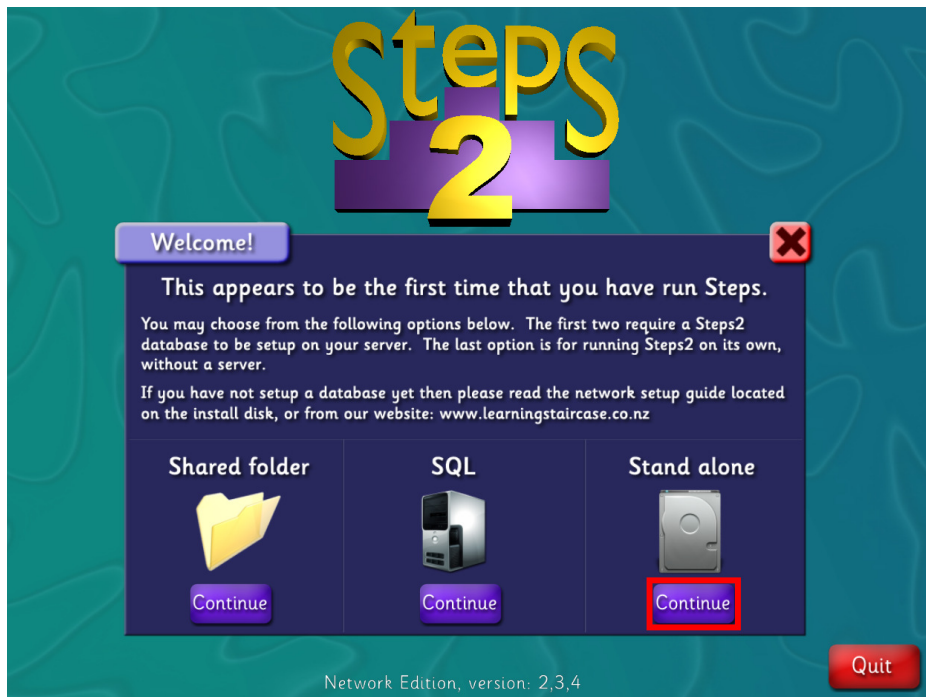 Steps
2
Welcome!
This appears to be the first time that you have run Steps.
You may choose from the following options below. The first two require a Steps2
database to be setup on your server. The last option is for running Steps2 on its own,
without a server.
If you have not setup a database yet then please read the network setup guide located
on the install disk, or from our website: www.learningstaircase.co.nz
Shared folder
SQL
Stand alone
Continue
Continue
Continue
Quit
Network Edition, version: 2,3,4